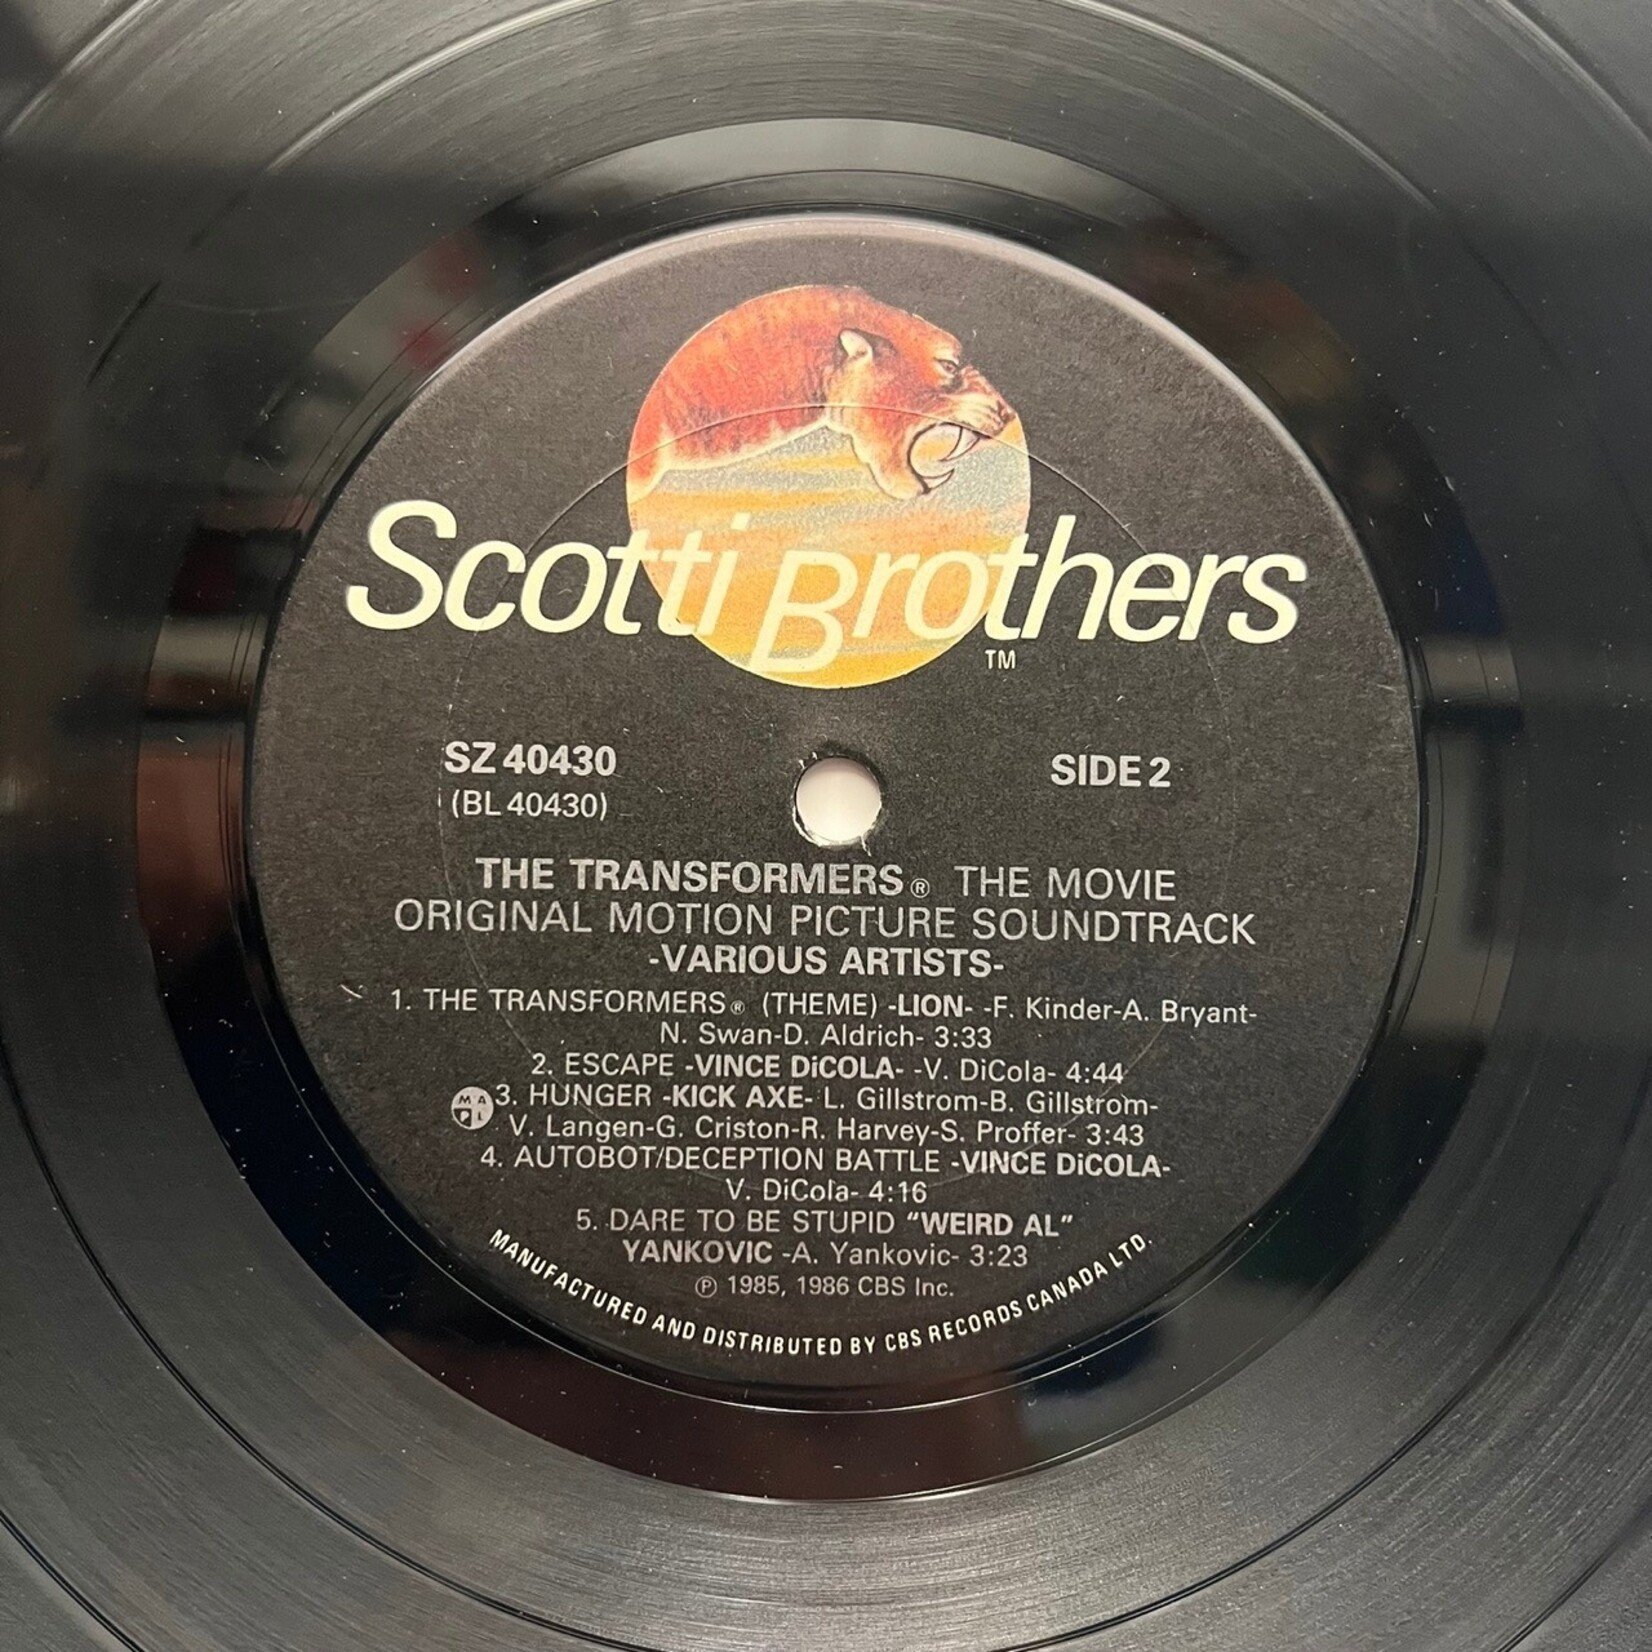 Scotti Brothers
TM
SZ 40430
(BL 40430)
SIDE 2
THE TRANSFORMERS® THE MOVIE
ORIGINAL MOTION PICTURE SOUNDTRACK
-VARIOUS ARTISTS-
1. THE TRANSFORMERS® (THEME) -LION- -F. Kinder-A. Bryant-
N. Swan-D. Aldrich- 3:33
2. ESCAPE -VINCE DiCOLA- -V. DiCola- 4:44
MAPL
3. HUNGER -KICK AXE- L. Gillstrom-B. Gillstrom-
V. Langen-G. Criston-R. Harvey-S. Proffer- 3:43
4. AUTOBOT/DECEPTION BATTLE -VINCE DiCOLA-
V. DiCola- 4:16
5. DARE TO BE STUPID "WEIRD AL"
YANKOVIC -A. Yankovic- 3:23
℗ 1985, 1986 CBS Inc.
MANUFACTURED AND DISTRIBUTED BY CBS RECORDS CANADA LTD.